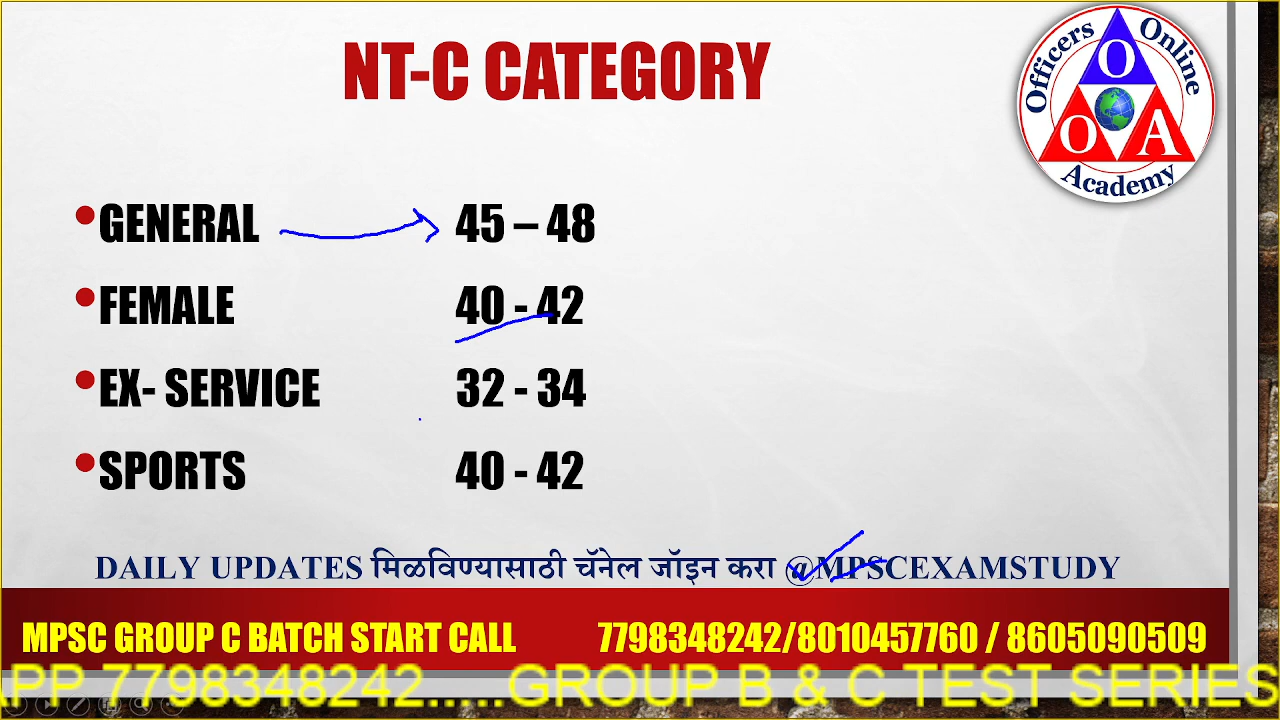 NT-C CATEGORY
Officers Online
O
O A
Academy
•GENERAL 45 – 48
•FEMALE 40 - 42
•EX- SERVICE 32 - 34
•SPORTS 40 - 42
DAILY UPDATES मिळविण्यासाठी चॅनेल जॉइन करा @MPSCEXAMSTUDY
MPSC GROUP C BATCH START CALL 7798348242/8010457760 / 8605090509
APP 7798348242..... GROUP B & C TEST SERIES